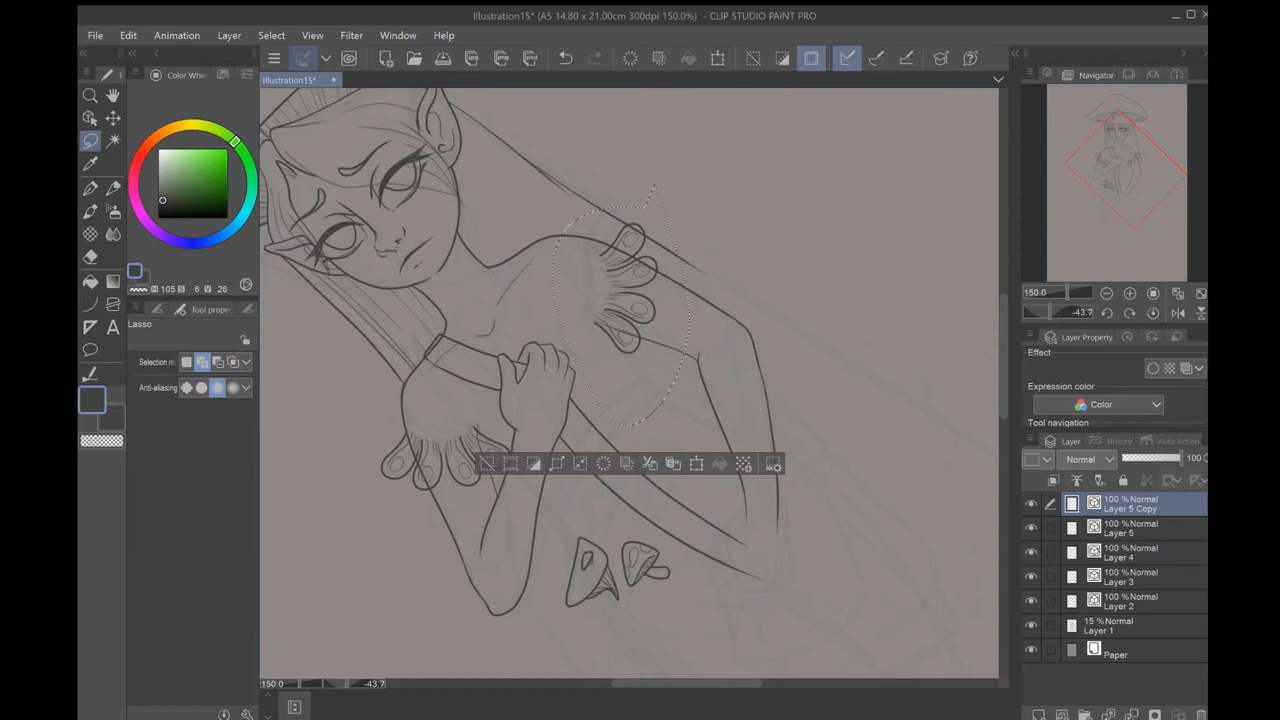 Illustration15* (A5 14.80 x 21.00cm 300dpi 150.0%) - CLIP STUDIO PAINT PRO
File Edit Animation Layer Select View Filter Window Help
Illustration15*
Color Whe
Navigator
T
H 105 S 6 V 26
Tool prope
Lasso
Selection m
Anti-aliasing
150.0
-43.7
Layer Property
Effect
Expression color
Color
Tool navigation
Layer History Auto Action
Normal 100
100 %Normal
Layer 5 Copy
100 %Normal
Layer 5
100 %Normal
Layer 4
100 %Normal
Layer 3
100 %Normal
Layer 2
15 %Normal
Layer 1
Paper
150.0 -43.7